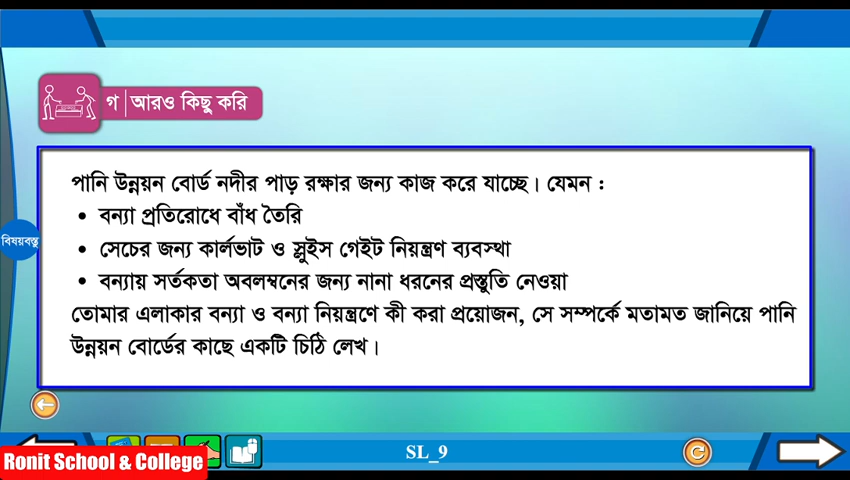 গ | আরও কিছু করি
পানি উন্নয়ন বোর্ড নদীর পাড় রক্ষার জন্য কাজ করে যাচ্ছে। যেমন :
• বন্যা প্রতিরোধে বাঁধ তৈরি
• সেচের জন্য কার্লভাট ও স্লুইস গেইট নিয়ন্ত্রণ ব্যবস্থা
• বন্যায় সর্তকতা অবলম্বনের জন্য নানা ধরনের প্রস্তুতি নেওয়া
তোমার এলাকার বন্যা ও বন্যা নিয়ন্ত্রণে কী করা প্রয়োজন, সে সম্পর্কে মতামত জানিয়ে পানি
উন্নয়ন বোর্ডের কাছে একটি চিঠি লেখ।
বিষয়বস্তু
SL_9
Ronit School & College